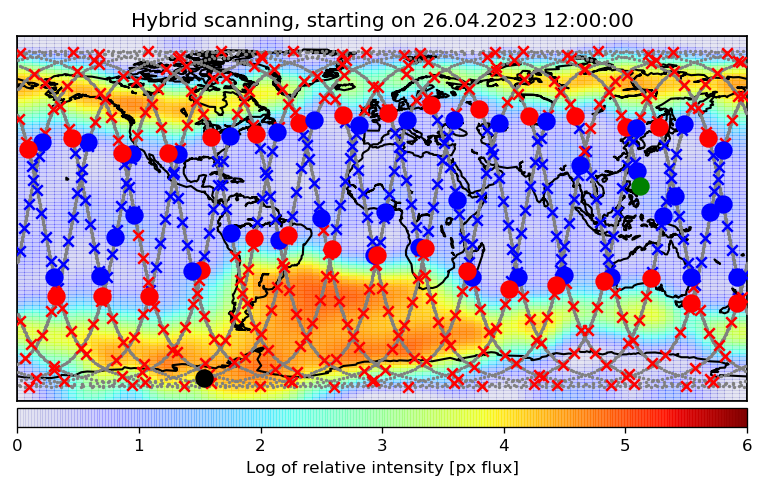 Hybrid scanning, starting on 26.04.2023 12:00:00
0 1 2 3 4 5 6
Log of relative intensity [px flux]